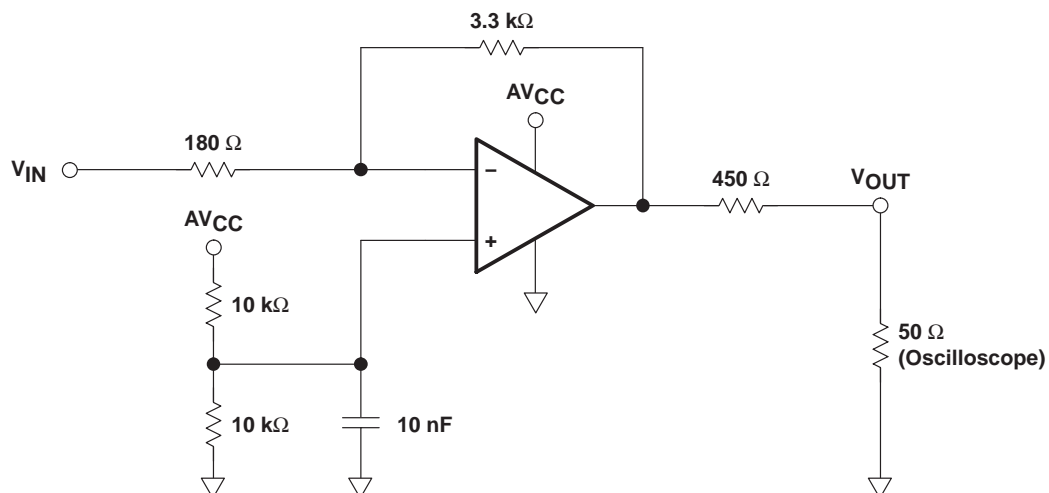 3.3 kΩ
AVCC
180 Ω
VIN
−
+
450 Ω
VOUT
AVCC
10 kΩ
50 Ω
(Oscilloscope)
10 kΩ
10 nF